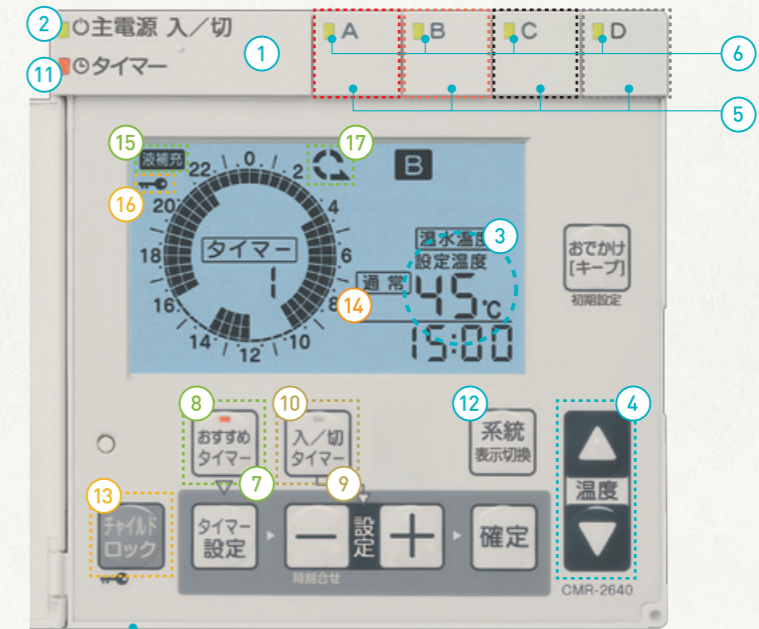 ② ⏻主電源 入／切 ① A B C D ⑥
⑪ タイマー ⑤
⑮ 液補充 22 0 2 ⑰ B
⑯ 20 4
18 タイマー 6 温水温度 ③ おでかけ
1 設定温度 [キープ]
通常 45℃ 初期設定
16 8 ⑭
14 12 10 15:00
⑧ ⑩ ⑫ ④
おすすめ 入／切 系統
タイマー タイマー 表示切換
⑦ ⑨ 温度
⑬ チャイルド タイマー − 設定 ＋ 確定
ロック 設定
時刻合せ
CMR-2640